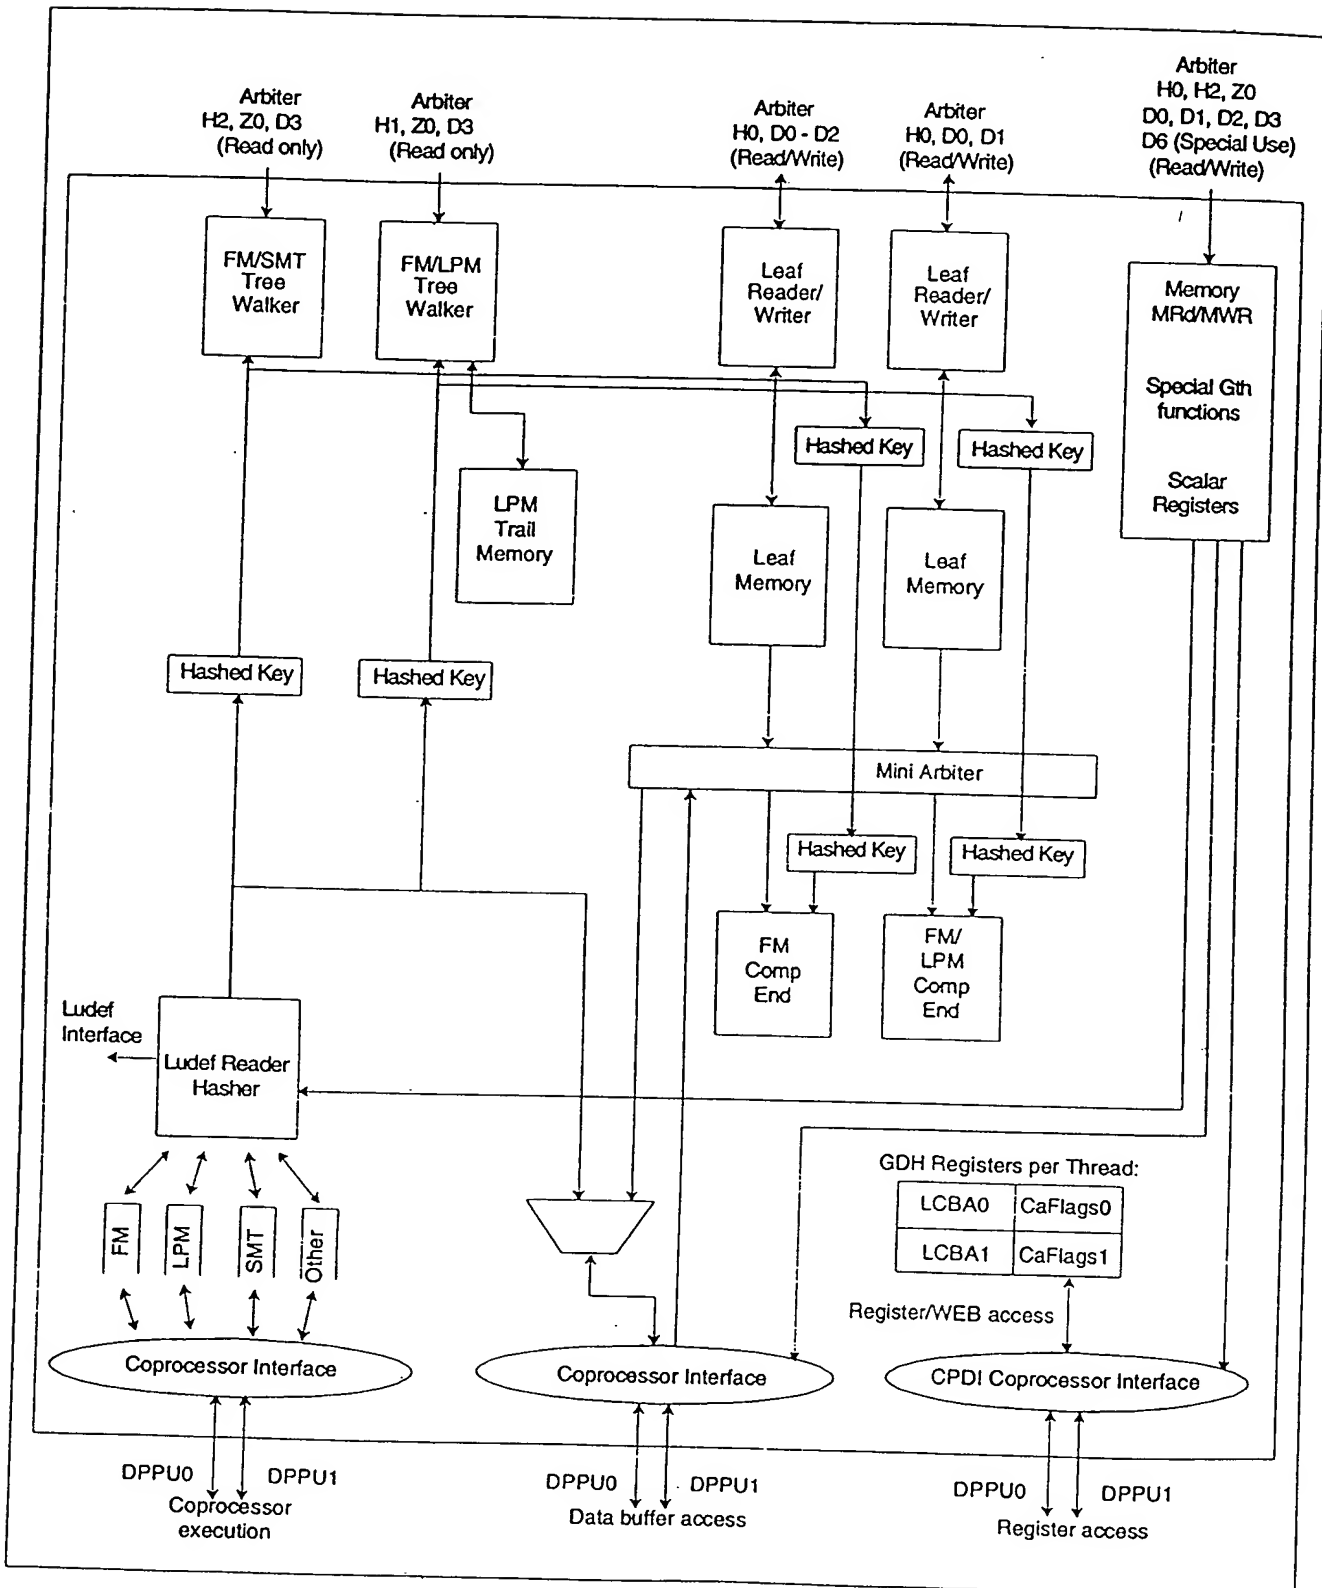 Arbiter
H2, Z0, D3
(Read only)
Arbiter
H1, Z0, D3
(Read only)
Arbiter
H0, D0 - D2
(Read/Write)
Arbiter
H0, D0, D1
(Read/Write)
Arbiter
H0, H2, Z0
D0, D1, D2, D3
D6 (Special Use)
(Read/Write)
FM/SMT
Tree
Walker
FM/LPM
Tree
Walker
Leaf
Reader/
Writer
Leaf
Reader/
Writer
Memory
MRd/MWR
Special Gth
functions
Scalar
Registers
Hashed Key
Hashed Key
LPM
Trail
Memory
Leaf
Memory
Leaf
Memory
Hashed Key
Hashed Key
Mini Arbiter
Hashed Key
Hashed Key
FM
Comp
End
FM/
LPM
Comp
End
Ludef
Interface
Ludef Reader
Hasher
GDH Registers per Thread:
LCBA0 CaFlags0
LCBA1 CaFlags1
FM
LPM
SMT
Other
Register/WEB access
Coprocessor Interface
Coprocessor Interface
CPDI Coprocessor Interface
DPPU0 DPPU1
Coprocessor
execution
DPPU0 DPPU1
Data buffer access
DPPU0 DPPU1
Register access